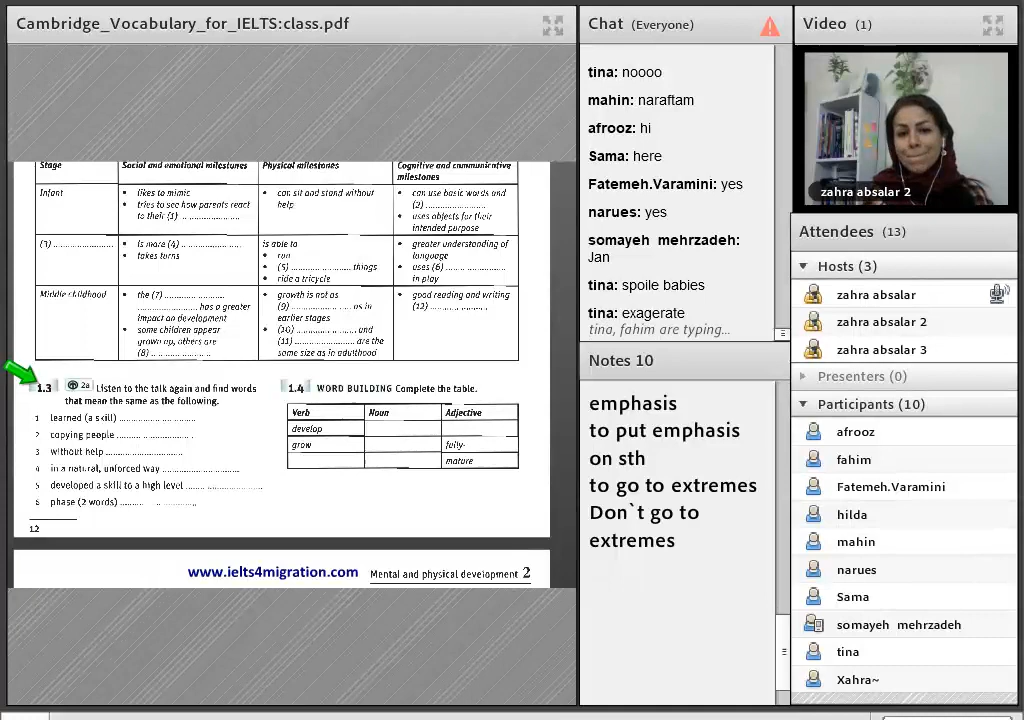 Cambridge_Vocabulary_for_IELTS:class.pdf
Stage
Social and emotional milestones
Physical milestones
Cognitive and communicative
milestones
Infant
• likes to mimic
• tries to see how parents react
to their (1) ........................
• can sit and stand without
help
• can use basic words and
(2) ........................
• uses objects for their
intended purpose
(3) ........................
• is more (4) ........................
• takes turns
is able to
• run
• (5) ........................ things
• ride a tricycle
• greater understanding of
language
• uses (6) ........................
in play
Middle childhood
• the (7) ........................
........................ has a greater
impact on development
• some children appear
grown up, others are
(8) ........................
• growth is not as
(9) ........................ as in
earlier stages
• (10) ........................ and
(11) ........................ are the
same size as in adulthood
• good reading and writing
(12) ........................
1.3 2a Listen to the talk again and find words
that mean the same as the following.
1 learned (a skill) ........................
2 copying people ........................
3 without help ........................
4 in a natural, unforced way ........................
5 developed a skill to a high level ........................
6 phase (2 words) ........................
12
1.4 WORD BUILDING Complete the table.
Verb Noun Adjective
develop
grow fully-
mature
www.ielts4migration.com Mental and physical development 2
Chat (Everyone)
tina: noooo
mahin: naraftam
afrooz: hi
Sama: here
Fatemeh.Varamini: yes
narues: yes
somayeh mehrzadeh:
Jan
tina: spoile babies
tina: exagerate
tina, fahim are typing...
Notes 10
emphasis
to put emphasis
on sth
to go to extremes
Don`t go to
extremes
Video (1)
zahra absalar 2
Attendees (13)
Hosts (3)
zahra absalar
zahra absalar 2
zahra absalar 3
Presenters (0)
Participants (10)
afrooz
fahim
Fatemeh.Varamini
hilda
mahin
narues
Sama
somayeh mehrzadeh
tina
Xahra~